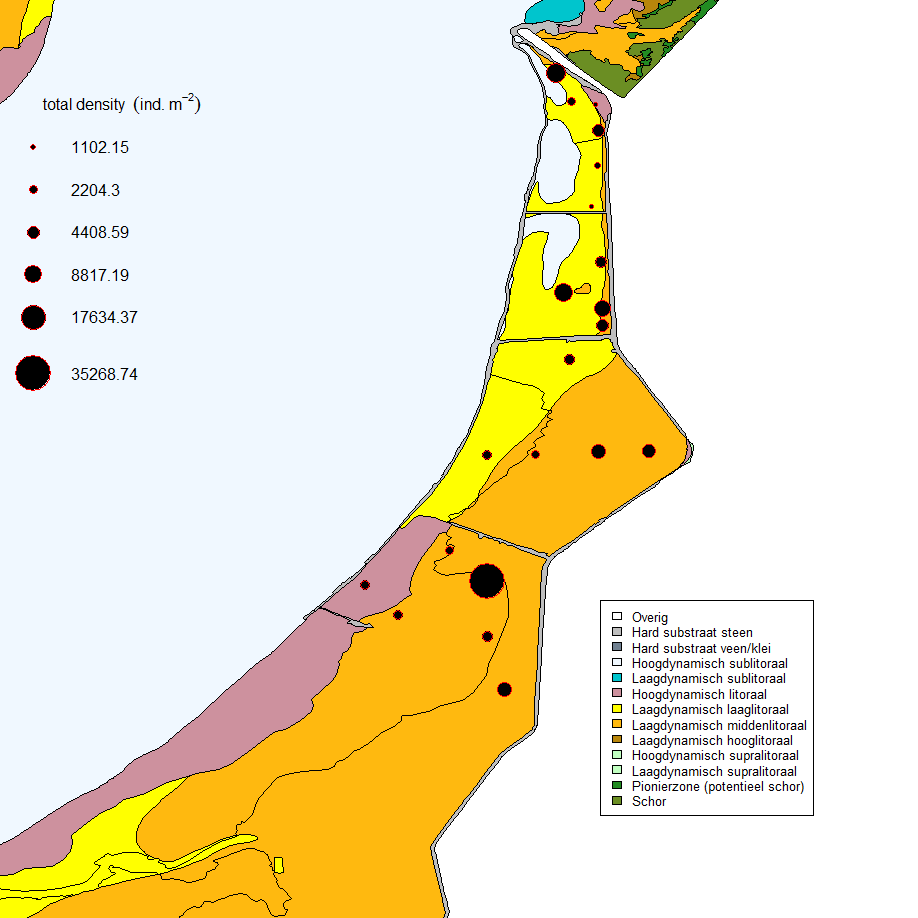 total density (ind. m⁻²)
1102.15
2204.3
4408.59
8817.19
17634.37
35268.74
Overig
Hard substraat steen
Hard substraat veen/klei
Hoogdynamisch sublitoraal
Laagdynamisch sublitoraal
Hoogdynamisch litoraal
Laagdynamisch laaglitoraal
Laagdynamisch middenlitoraal
Laagdynamisch hooglitoraal
Hoogdynamisch supralitoraal
Laagdynamisch supralitoraal
Pionierzone (potentieel schor)
Schor